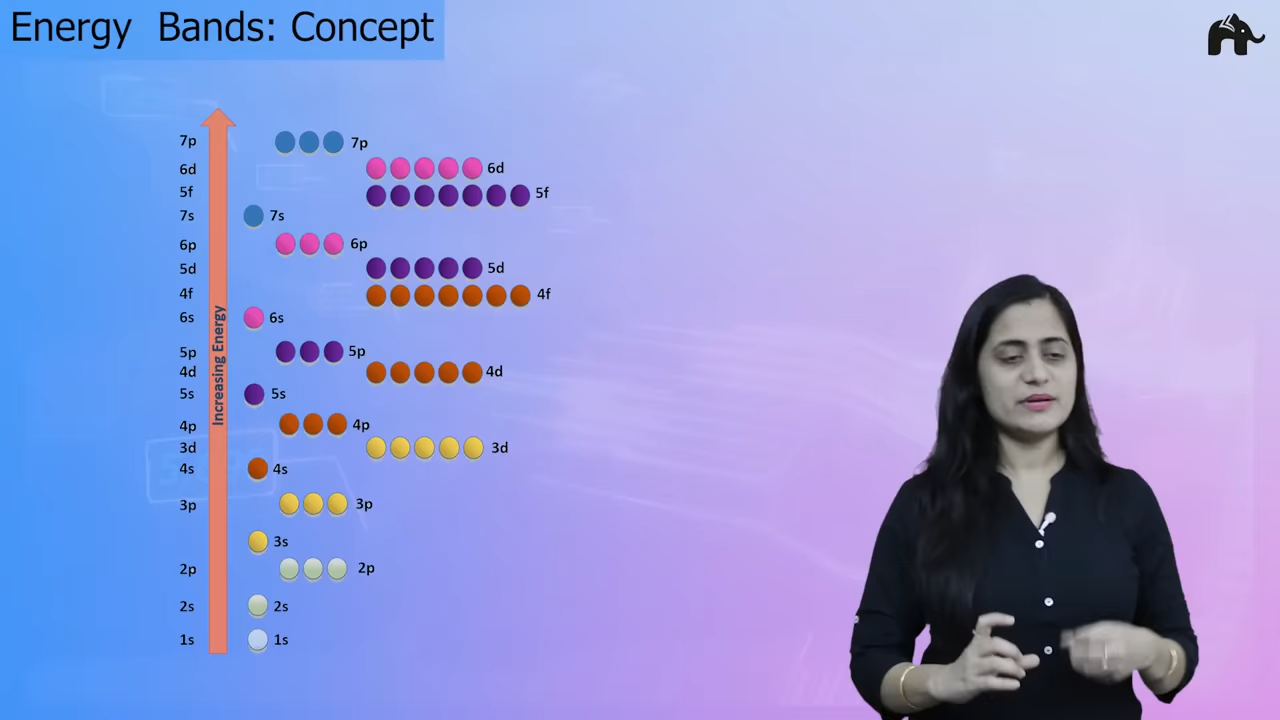 Energy Bands: Concept
7p 7p
6d 6d
5f 5f
7s 7s
6p 6p
5d 5d
4f 4f
6s 6s
5p 5p
4d 4d
5s 5s
4p 4p
3d 3d
4s 4s
3p 3p
3s
2p 2p
2s 2s
1s 1s
Increasing Energy